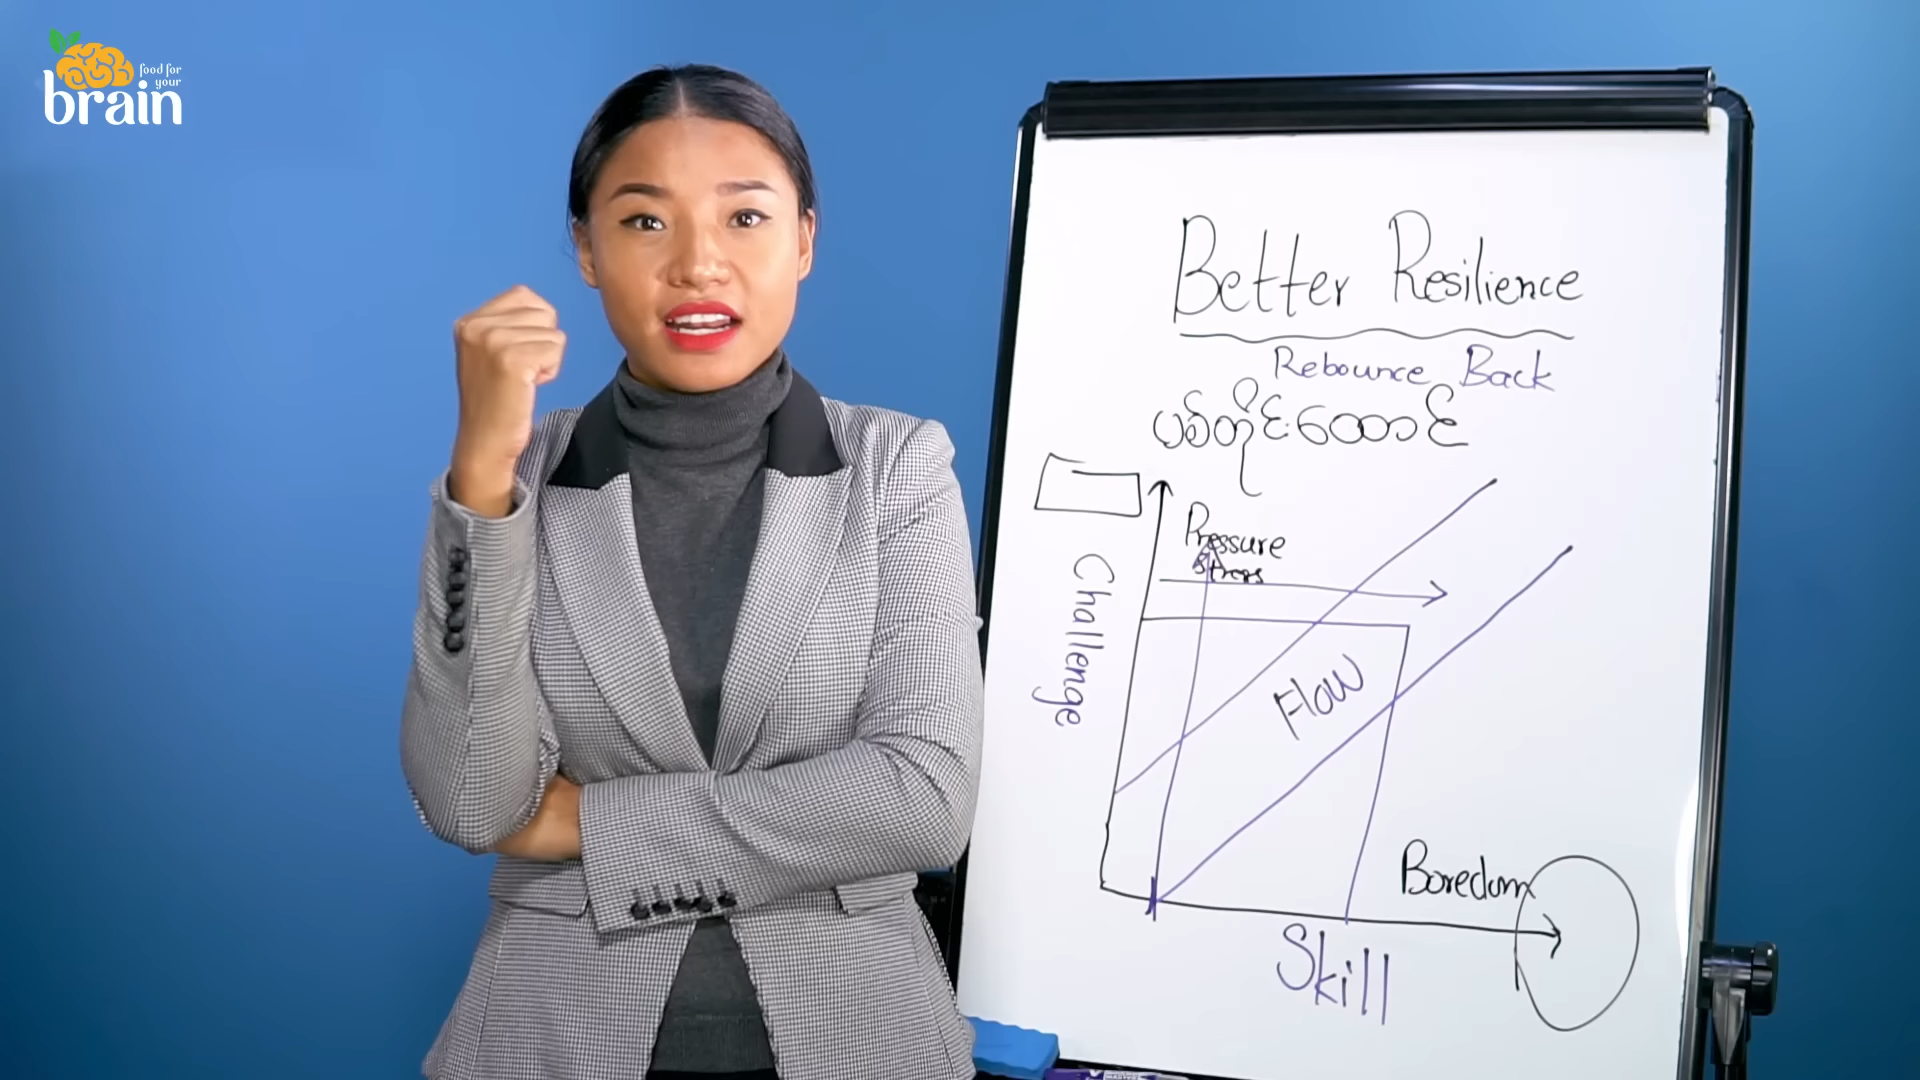 food for
your
brain
Better Resilience
Rebounce Back
ပစ်တိုင်းထောင်
Pressure
Stress
Challenge
Flow
Boredom
Skill